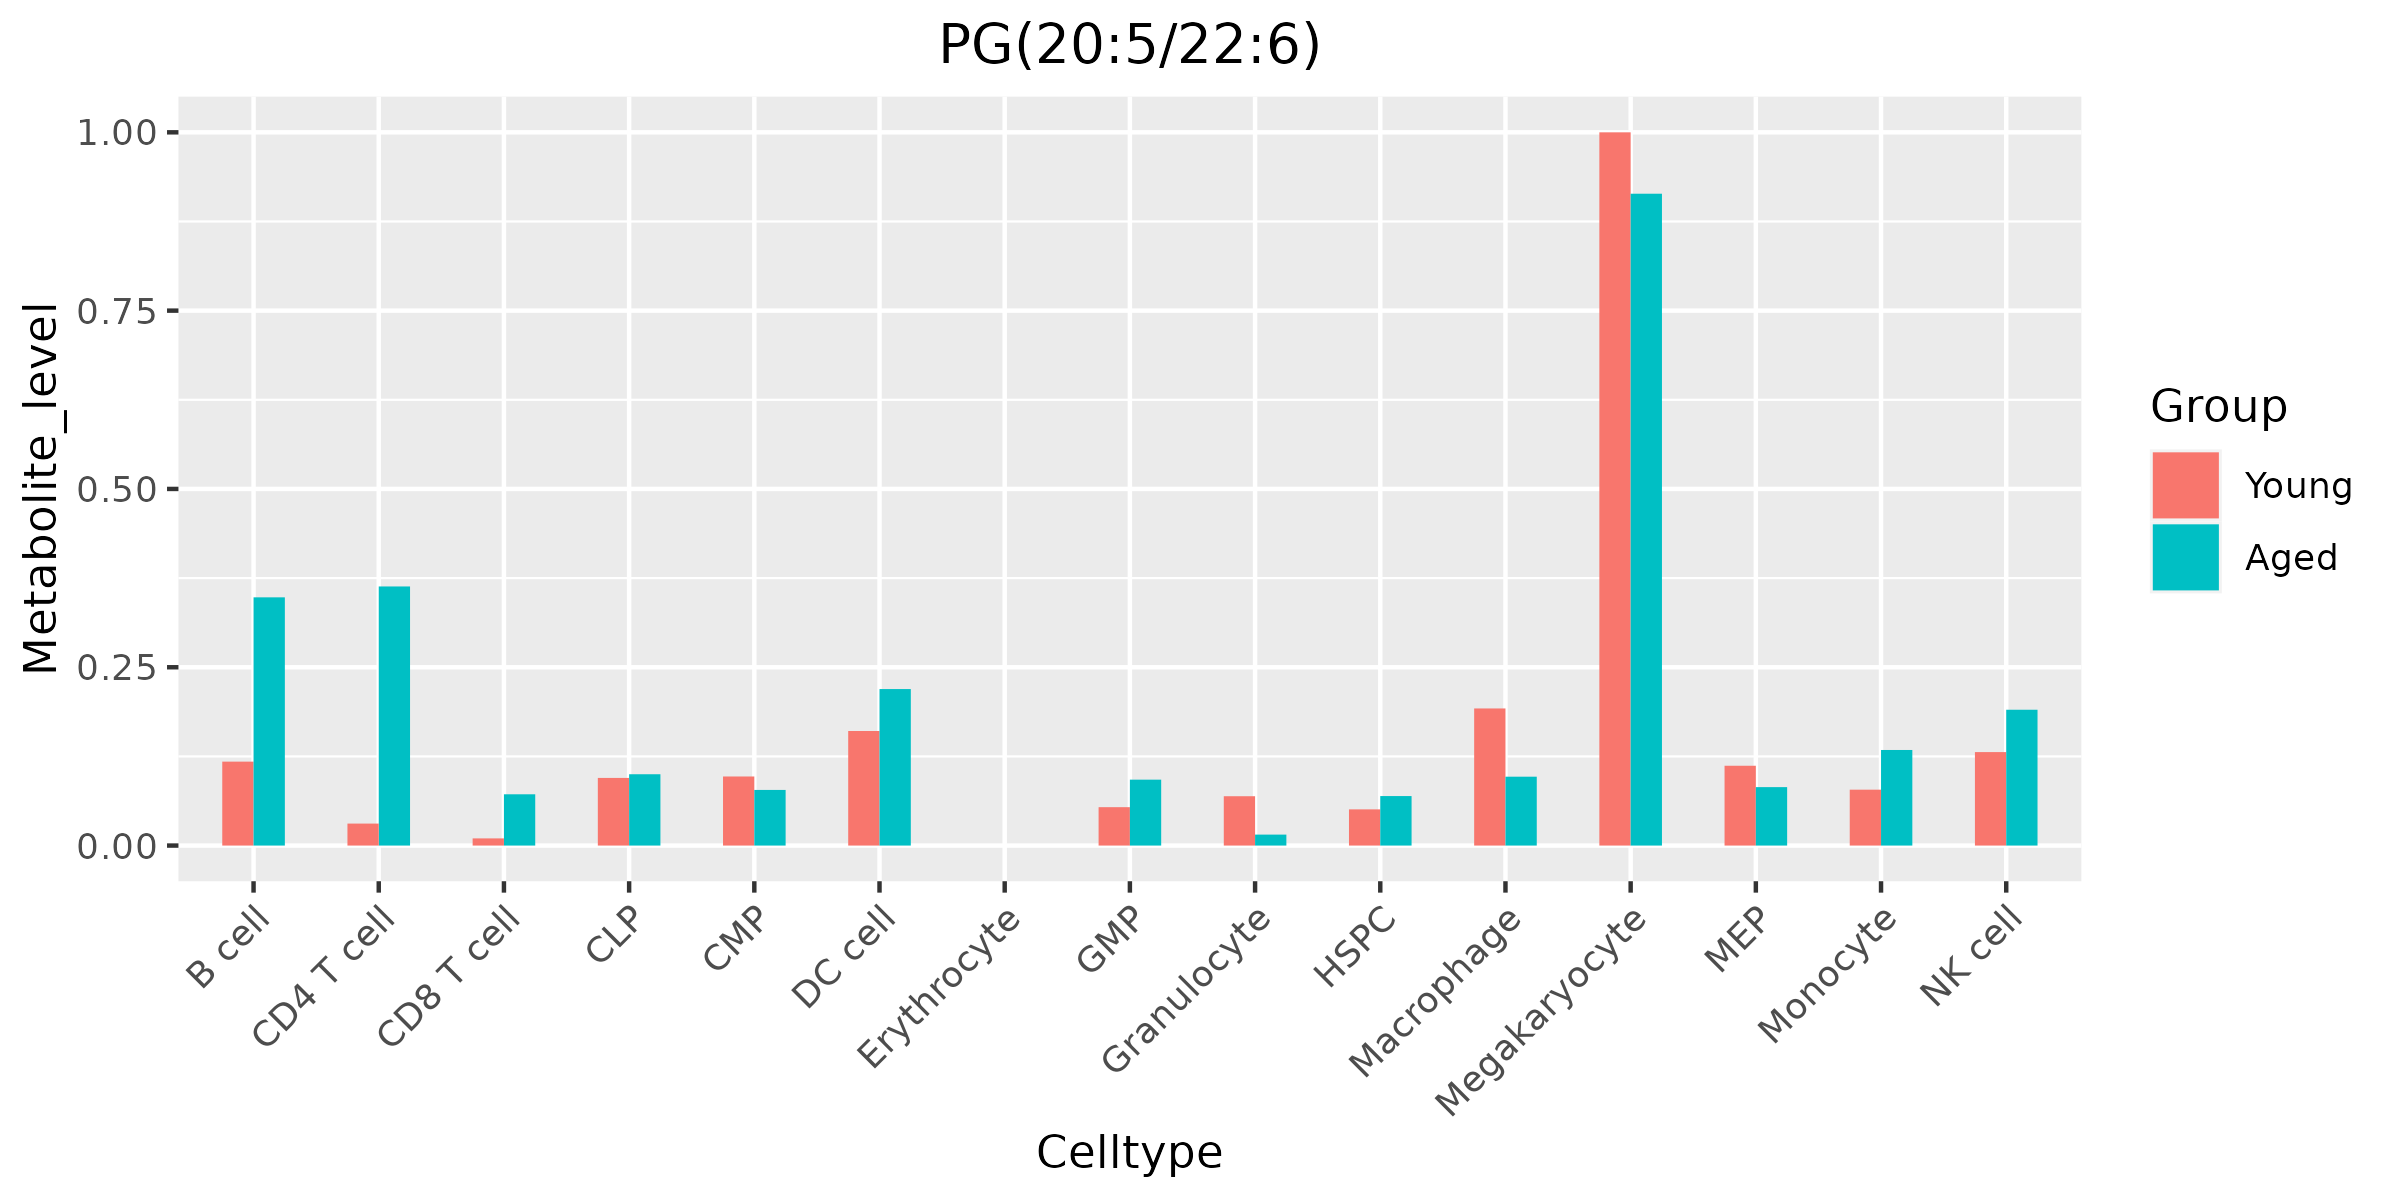 PG(20:5/22:6)
Metabolite_level
1.00
0.75
0.50
0.25
0.00
B cell
CD4 T cell
CD8 T cell
CLP
CMP
DC cell
Erythrocyte
GMP
Granulocyte
HSPC
Macrophage
Megakaryocyte
MEP
Monocyte
NK cell
Celltype
Group
Young
Aged